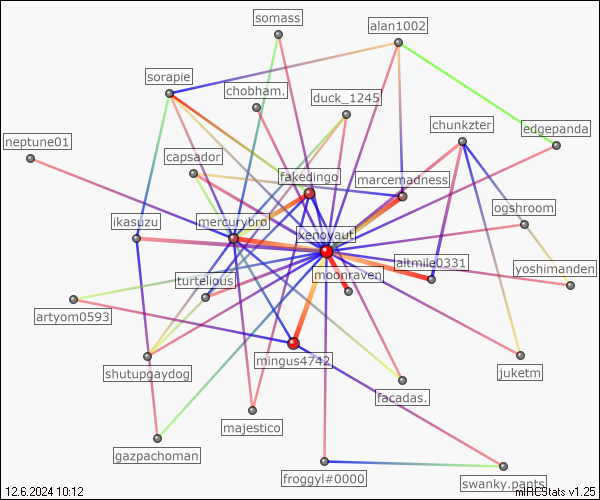 somass
alan1002
sorapie
chobham.
duck_1245
chunkzter
edgepanda
neptune01
capsador
fakedingo
marcemadness
ogshroom
ikasuzu
mercurybro
xenoyaut
altmile0331
yoshimanden
moonraven
turtelious
artyom0593
mingus4742
shutupgaydog
juketm
facadas.
majestico
gazpachoman
froggyl#0000
swanky.pants
12.6.2024 10:12
mIRCStats v1.25